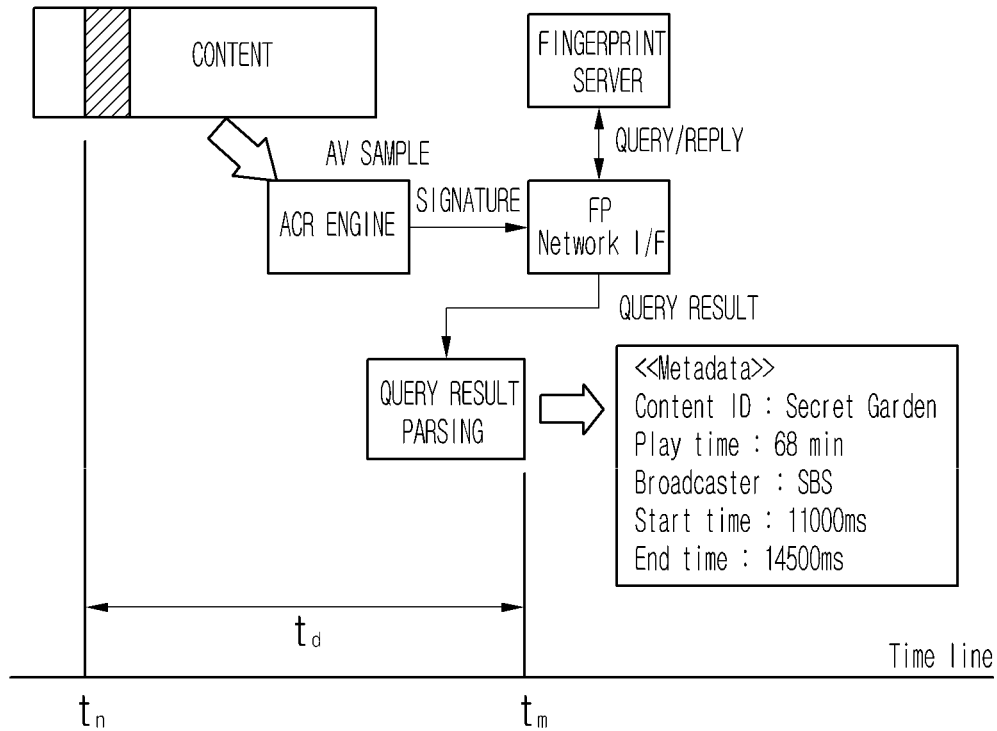 CONTENT
FINGERPRINT
SERVER
AV SAMPLE
QUERY/REPLY
ACR ENGINE
SIGNATURE
FP
Network I/F
QUERY RESULT
QUERY RESULT
PARSING
<<Metadata>>
Content ID : Secret Garden
Play time : 68 min
Broadcaster : SBS
Start time : 11000ms
End time : 14500ms
td
Time line
tn
tm